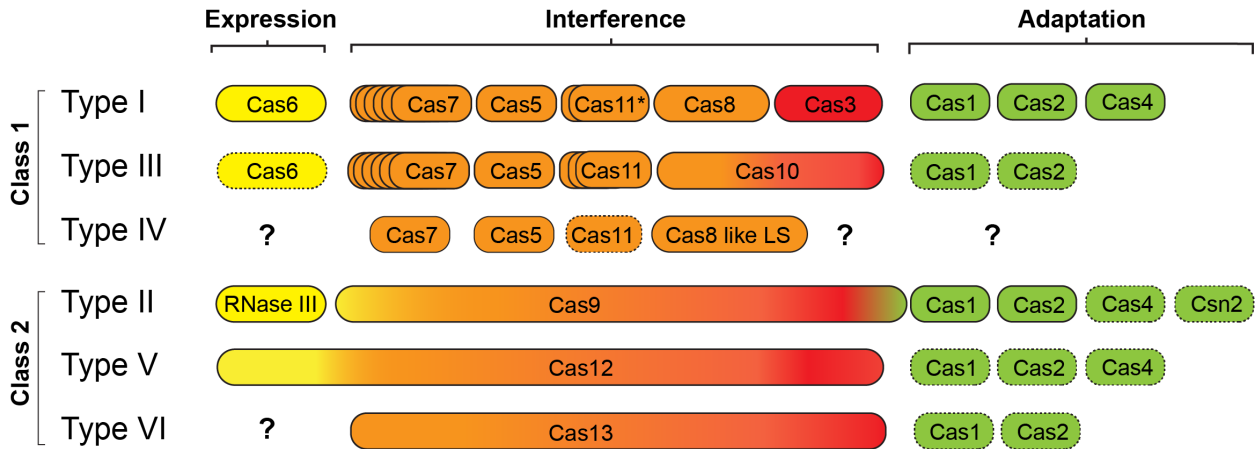 Expression Interference Adaptation
Class 1
Type I Cas6 Cas7 Cas5 Cas11* Cas8 Cas3 Cas1 Cas2 Cas4
Type III Cas6 Cas7 Cas5 Cas11 Cas10 Cas1 Cas2
Type IV ? Cas7 Cas5 Cas11 Cas8 like LS ? ?
Class 2
Type II RNase III Cas9 Cas1 Cas2 Cas4 Csn2
Type V Cas12 Cas1 Cas2 Cas4
Type VI ? Cas13 Cas1 Cas2